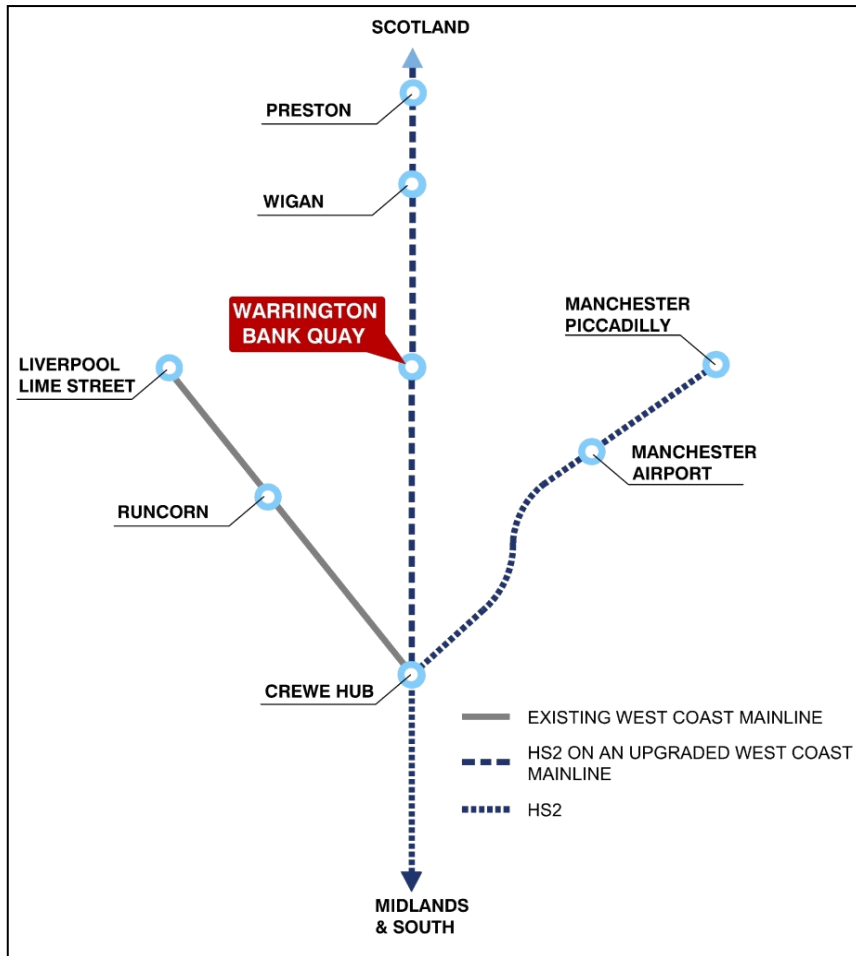 SCOTLAND
PRESTON
WIGAN
WARRINGTON
BANK QUAY
MANCHESTER
PICCADILLY
LIVERPOOL
LIME STREET
MANCHESTER
AIRPORT
RUNCORN
CREWE HUB
EXISTING WEST COAST MAINLINE
HS2 ON AN UPGRADED WEST COAST
MAINLINE
HS2
MIDLANDS
& SOUTH